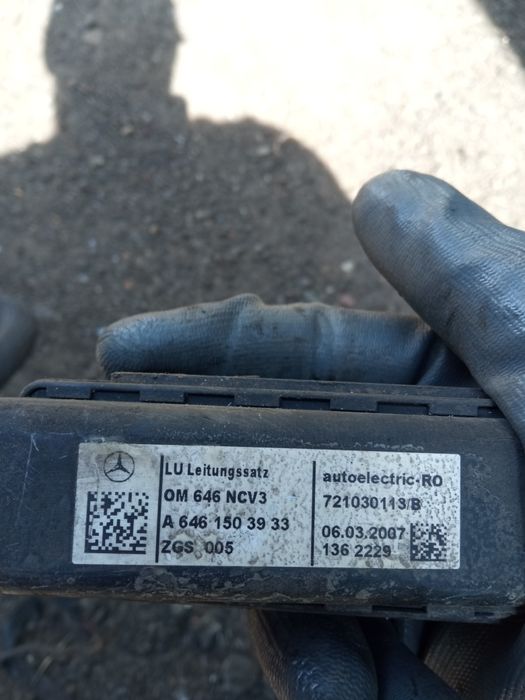 LU Leitungssatz
OM 646 NCV3
A 646 150 39 33
ZGS 005
autoelectric-RO
721030113/B
06.03.2007
136 2229